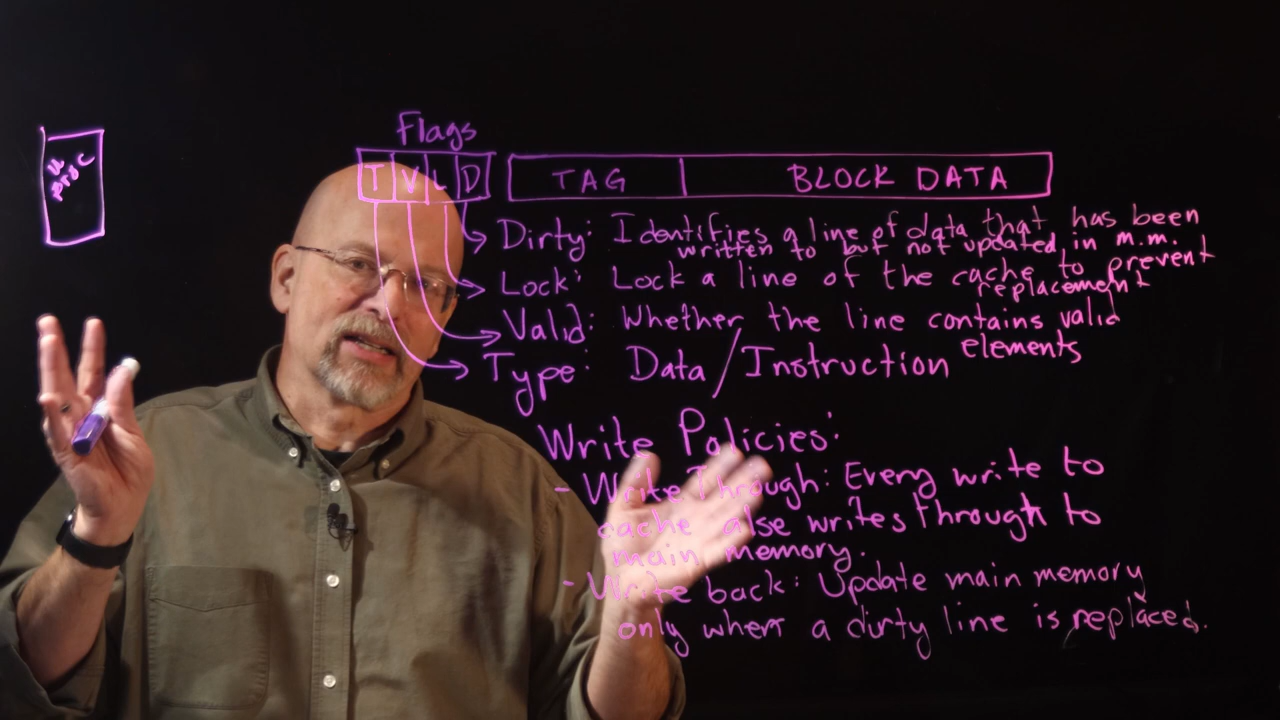 Flags
T V L D TAG BLOCK DATA
μ
proc
Dirty: Identifies a line of data that has been
written to but not updated in m.m.
Lock: Lock a line of the cache to prevent
replacement
Valid: Whether the line contains valid
elements
Type: Data/Instruction
Write Policies:
- Write Through: Every write to
cache also writes through to
main memory.
- Write back: Update main memory
only when a dirty line is replaced.